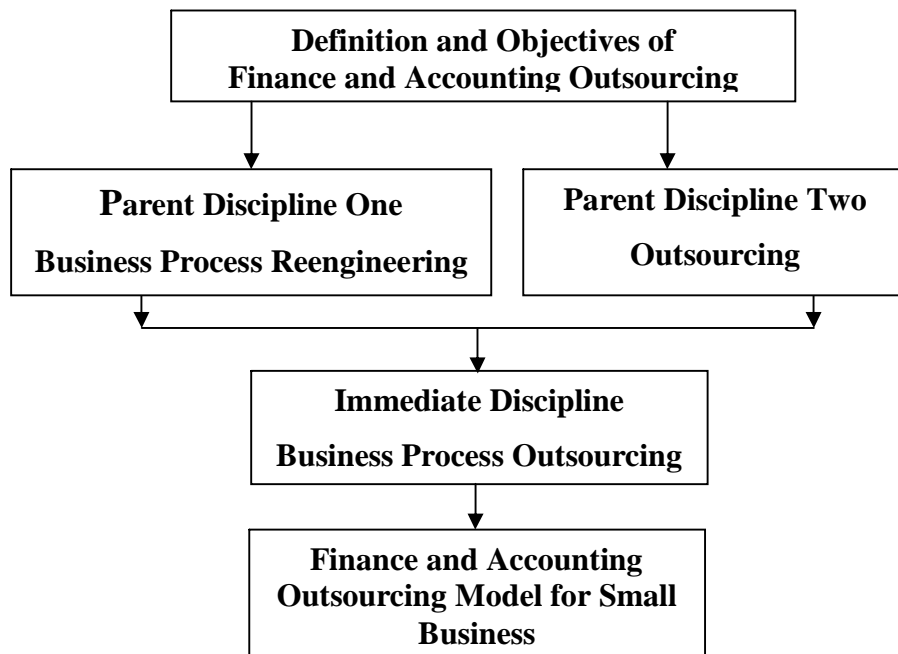 Definition and Objectives of
Finance and Accounting Outsourcing
Parent Discipline One
Business Process Reengineering
Parent Discipline Two
Outsourcing
Immediate Discipline
Business Process Outsourcing
Finance and Accounting
Outsourcing Model for Small
Business